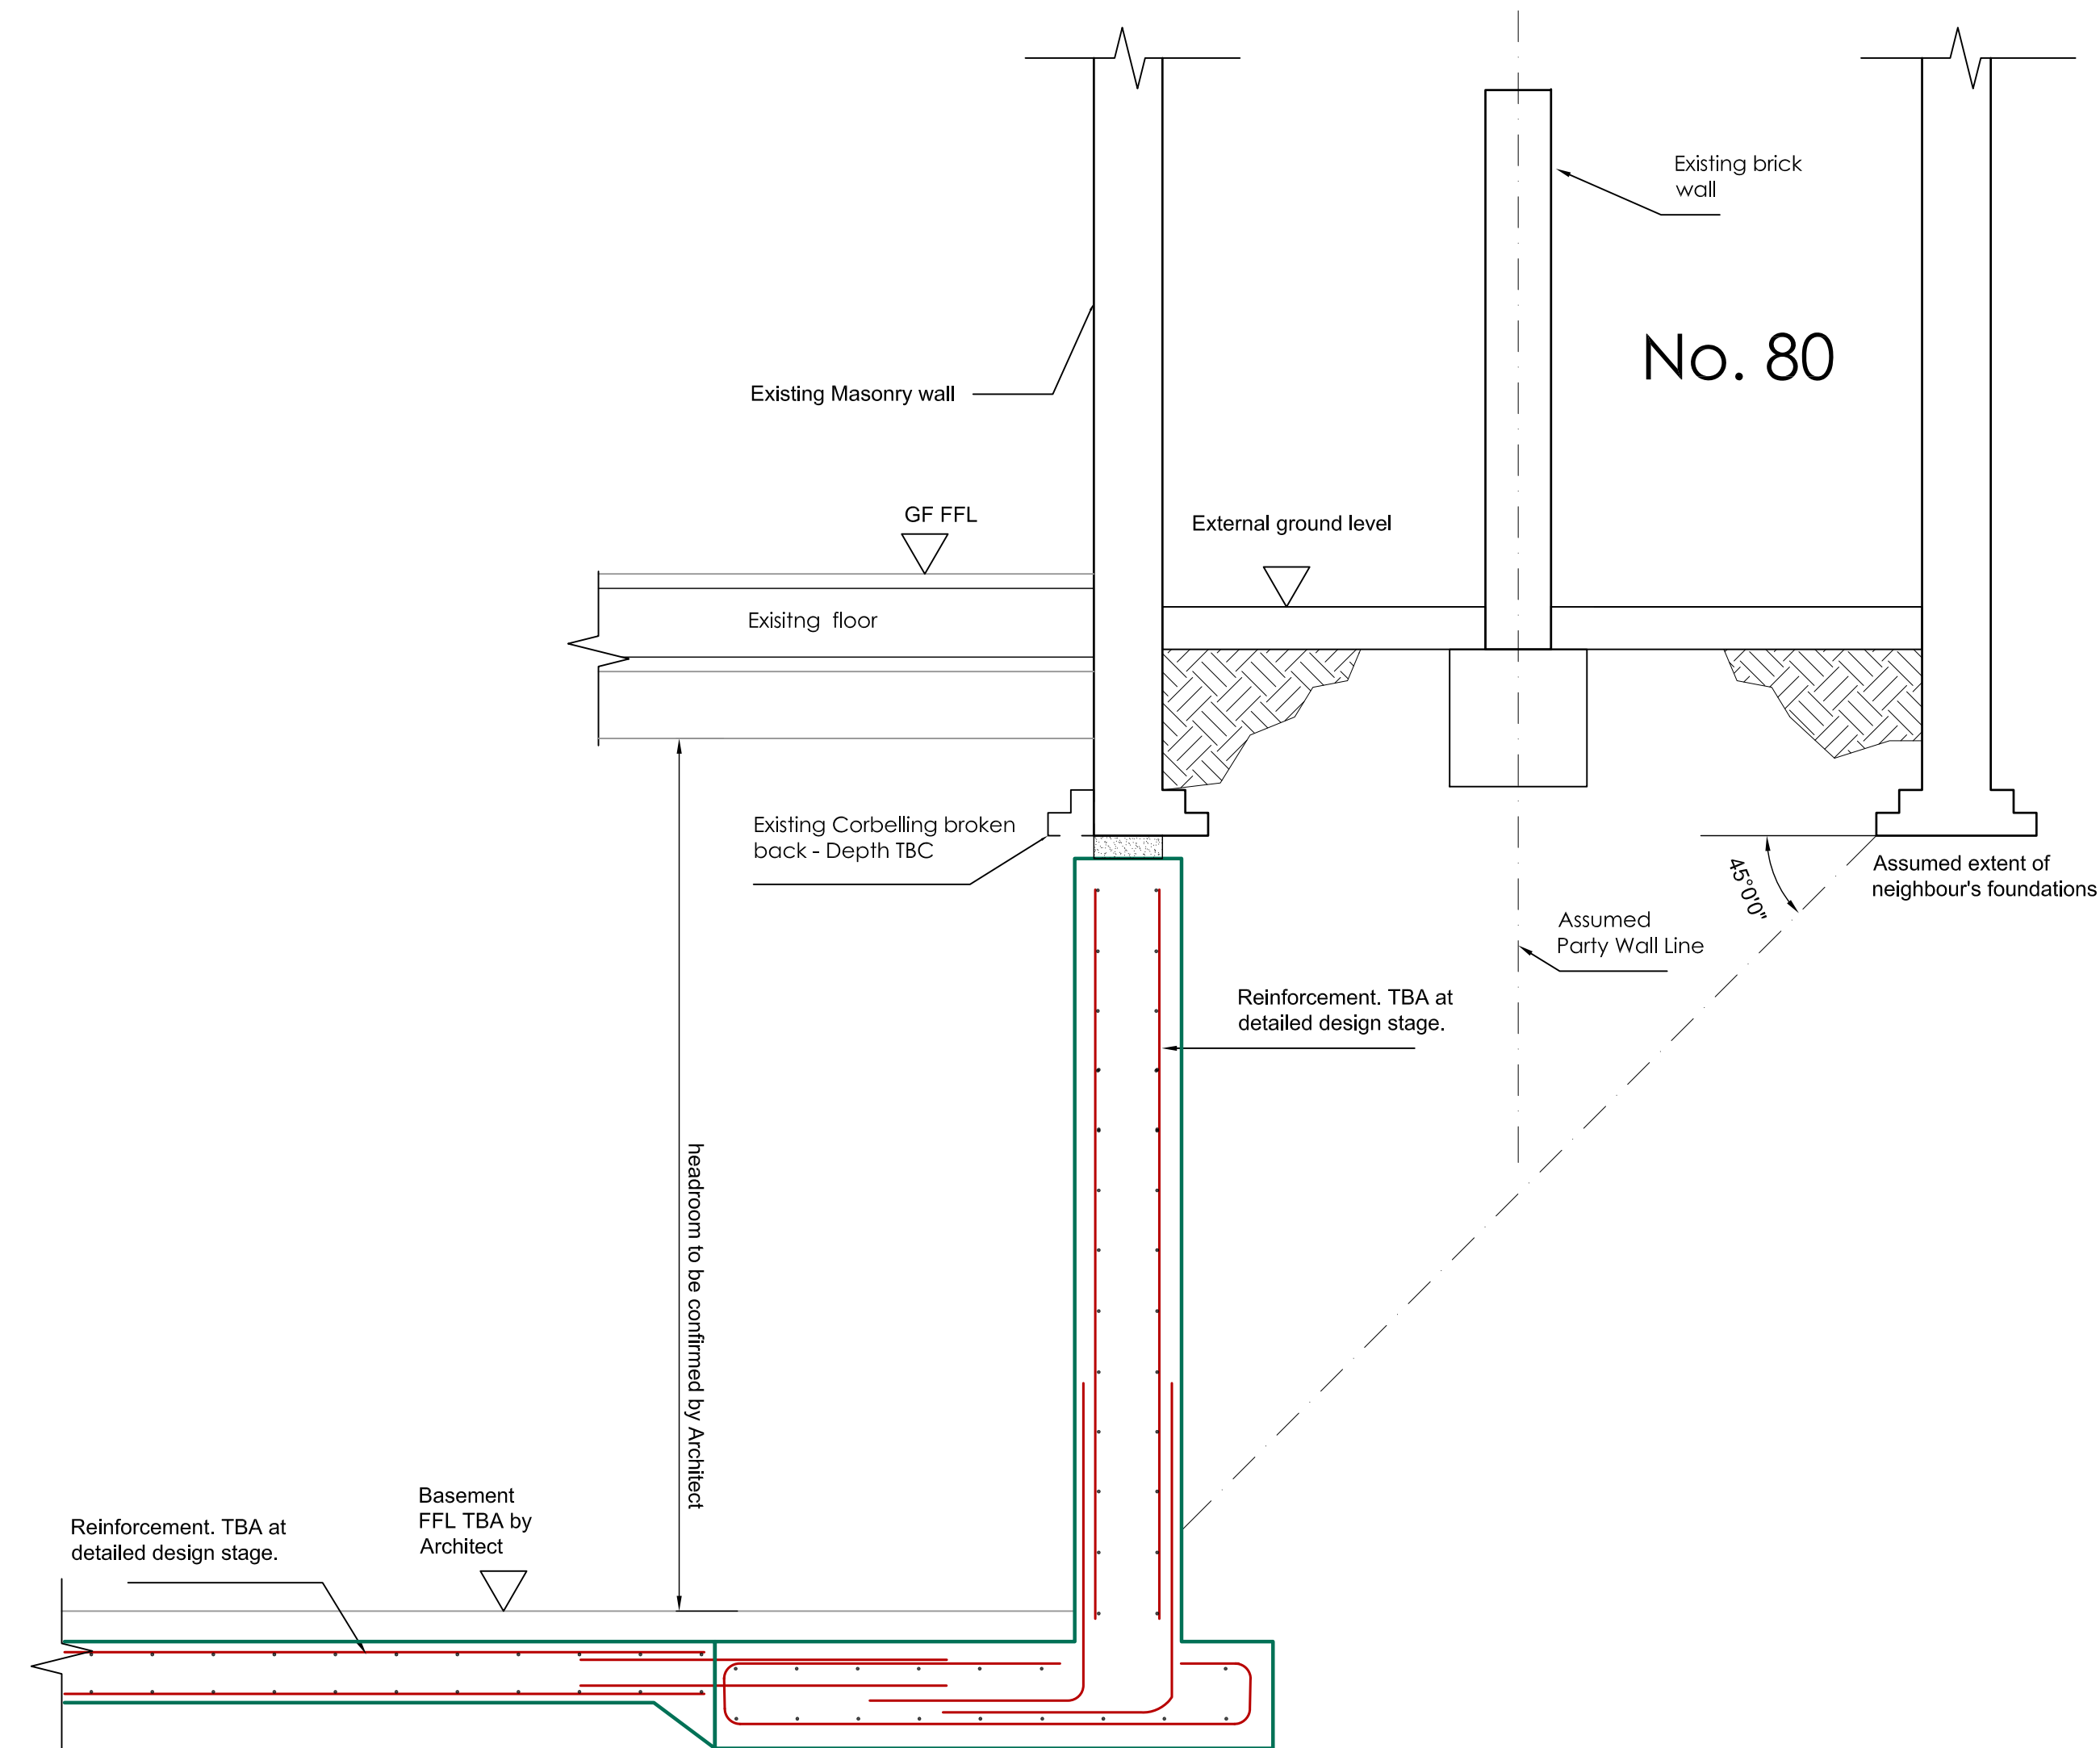 Existing brick
wall
No. 80
Existing Masonry wall
GF FFL
External ground level
Exisitng floor
Existing Corbelling broken
back - Depth TBC
45°0'0"
Assumed extent of
neighbour's foundations
Assumed
Party Wall Line
Reinforcement. TBA at
detailed design stage.
headroom to be confirmed by Architect
Basement
FFL TBA by
Architect
Reinforcement. TBA at
detailed design stage.